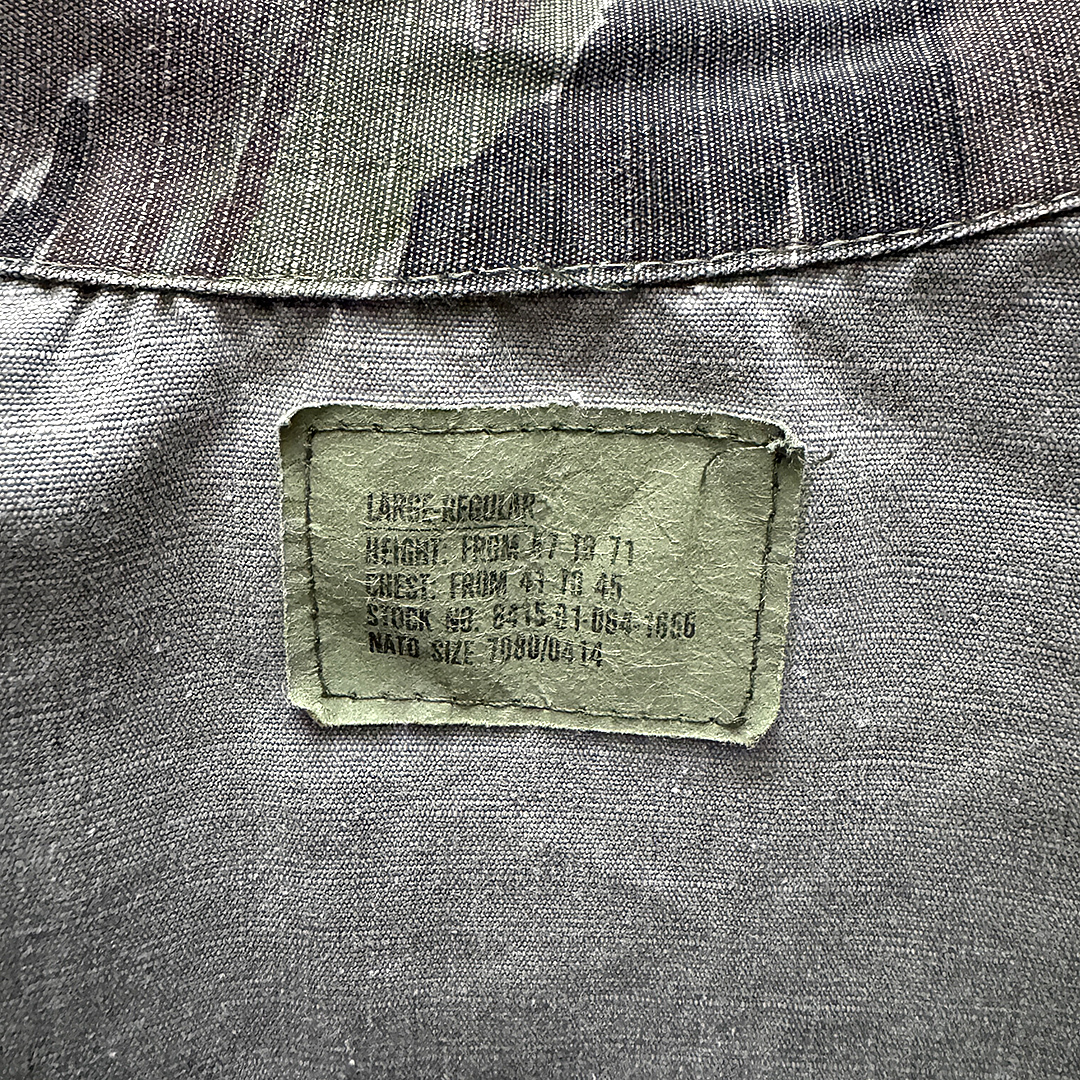 LARGE-REGULAR
HEIGHT: FROM 67 TO 71
CHEST: FROM 41 TO 45
STOCK NO. 8415-01-084-1656
NATO SIZE 7080/0414